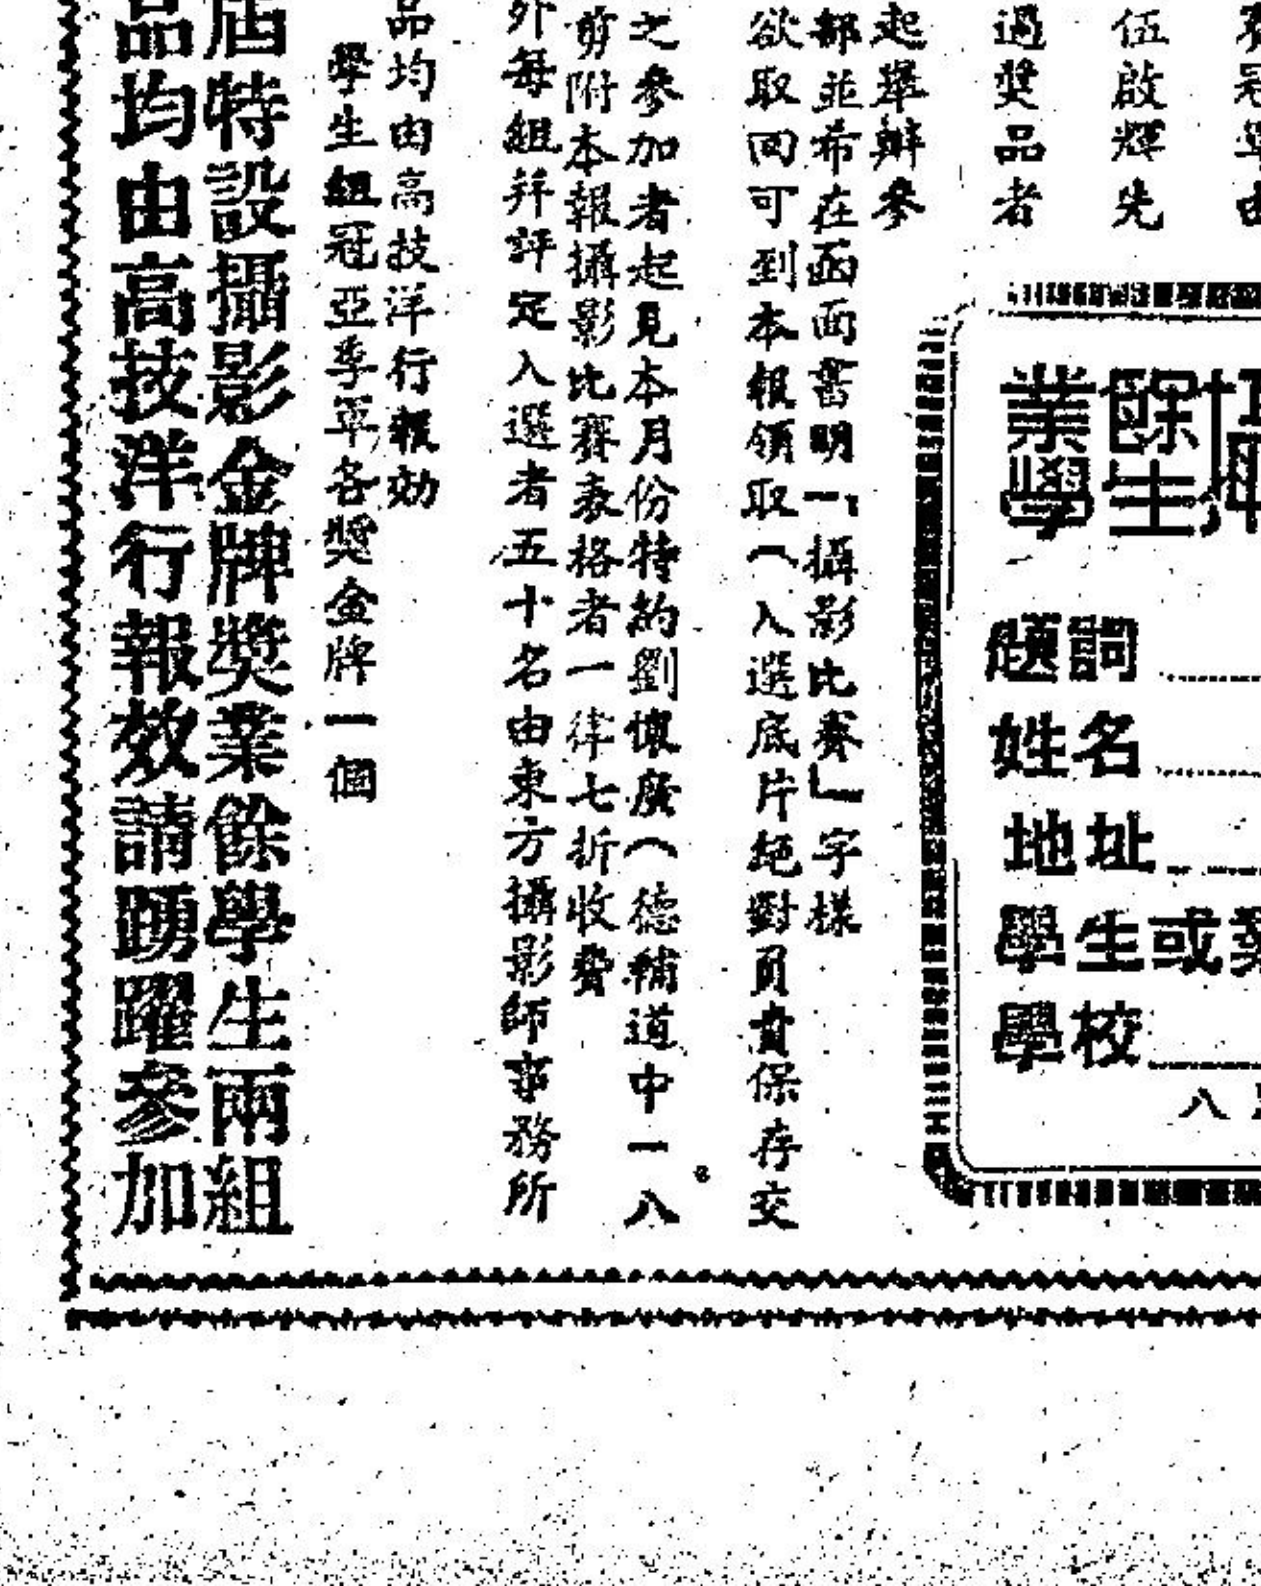 賽冠軍由
伍啟輝先
過獎品者
起舉辦參
部並希在函面書明「攝影比賽」字樣
欲取回可到本報領取（入選底片絕對負責保存交
之參加者起見本月份特約劉懷廣（德輔道中一八
剪附本報攝影比賽表格者一律七折收費
外每組并評定入選者五十名由東方攝影師事務所
品均由高技洋行報効
學生組冠亞季軍各獎金牌一個
屆特設攝影金牌獎業餘學生兩組
品均由高技洋行報效請踴躍參加
業餘
學生
題詞
姓名
地址
學生或業
學校
八